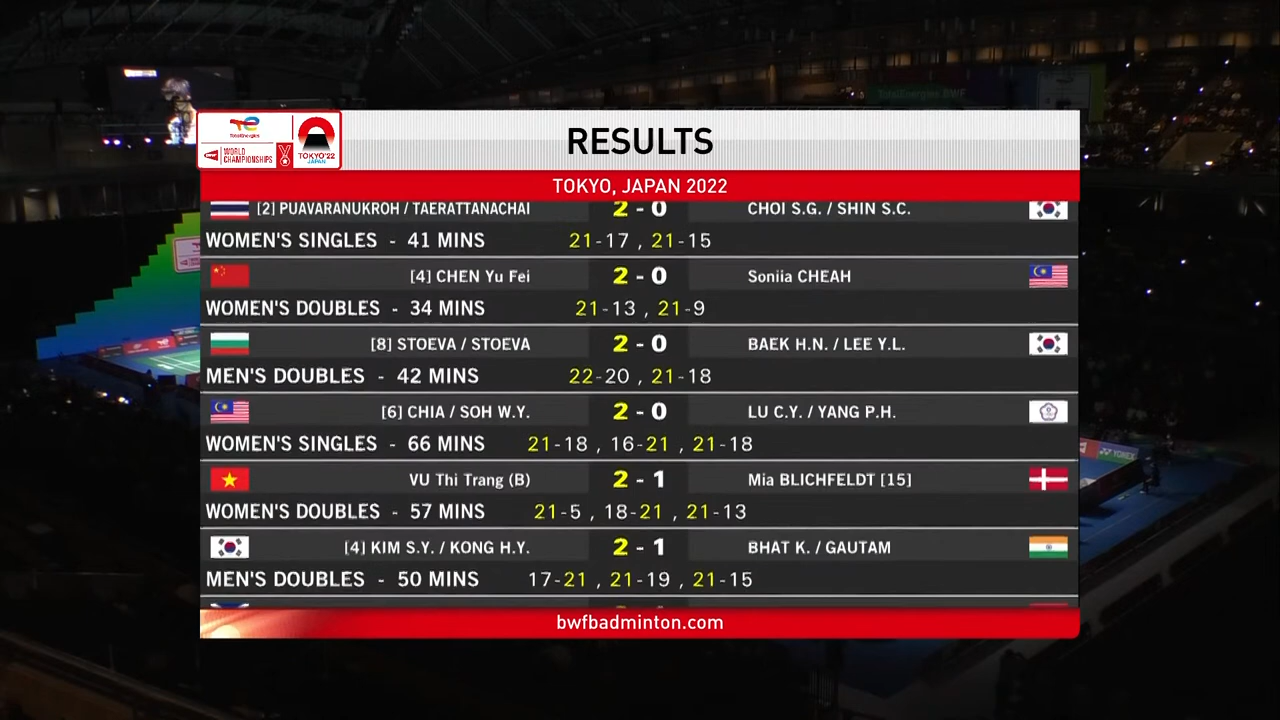 TotalEnergies
BWF WORLD CHAMPIONSHIPS
TOKYO'22
JAPAN
RESULTS
TOKYO, JAPAN 2022
[2] PUAVARANUKROH / TAERATTANACHAI 2 - 0 CHOI S.G. / SHIN S.C.
WOMEN'S SINGLES - 41 MINS 21-17 , 21-15
[4] CHEN Yu Fei 2 - 0 Soniia CHEAH
WOMEN'S DOUBLES - 34 MINS 21-13 , 21-9
[8] STOEVA / STOEVA 2 - 0 BAEK H.N. / LEE Y.L.
MEN'S DOUBLES - 42 MINS 22-20 , 21-18
[6] CHIA / SOH W.Y. 2 - 0 LU C.Y. / YANG P.H.
WOMEN'S SINGLES - 66 MINS 21-18 , 16-21 , 21-18
VU Thi Trang (B) 2 - 1 Mia BLICHFELDT [15]
WOMEN'S DOUBLES - 57 MINS 21-5 , 18-21 , 21-13
[4] KIM S.Y. / KONG H.Y. 2 - 1 BHAT K. / GAUTAM
MEN'S DOUBLES - 50 MINS 17-21 , 21-19 , 21-15
bwfbadminton.com
TotalEnergies BWF
YONEX